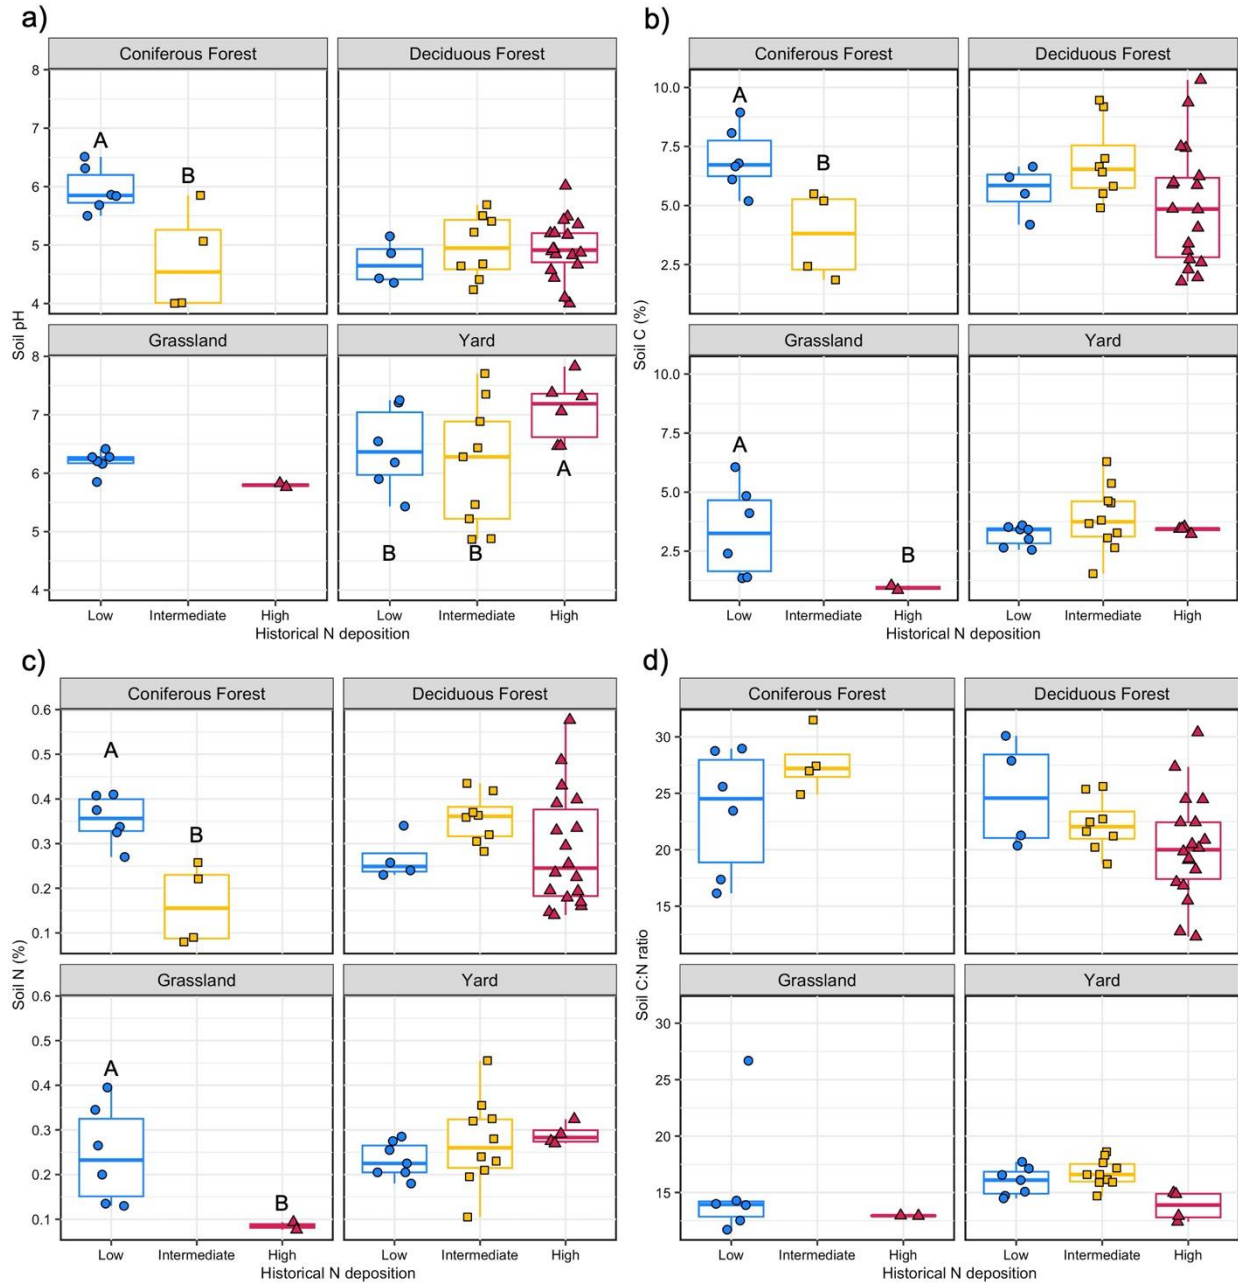 a)
Coniferous Forest Deciduous Forest
8
7
A
B
6
5
4
Soil pH
Grassland Yard
8
7
6
A
5
B B
4
Low Intermediate High Low Intermediate High
Historical N deposition
b)
Coniferous Forest Deciduous Forest
10.0
A
7.5
B
5.0
2.5
Soil C (%)
Grassland Yard
10.0
7.5
A
5.0
2.5
B
Low Intermediate High Low Intermediate High
Historical N deposition
c)
Coniferous Forest Deciduous Forest
0.6
A
0.5
0.4
B
0.3
0.2
0.1
Soil N (%)
Grassland Yard
0.6
0.5
A
0.4
0.3
0.2
B
0.1
Low Intermediate High Low Intermediate High
Historical N deposition
d)
Coniferous Forest Deciduous Forest
30
25
20
15
Soil C:N ratio
Grassland Yard
30
25
20
15
Low Intermediate High Low Intermediate High
Historical N deposition